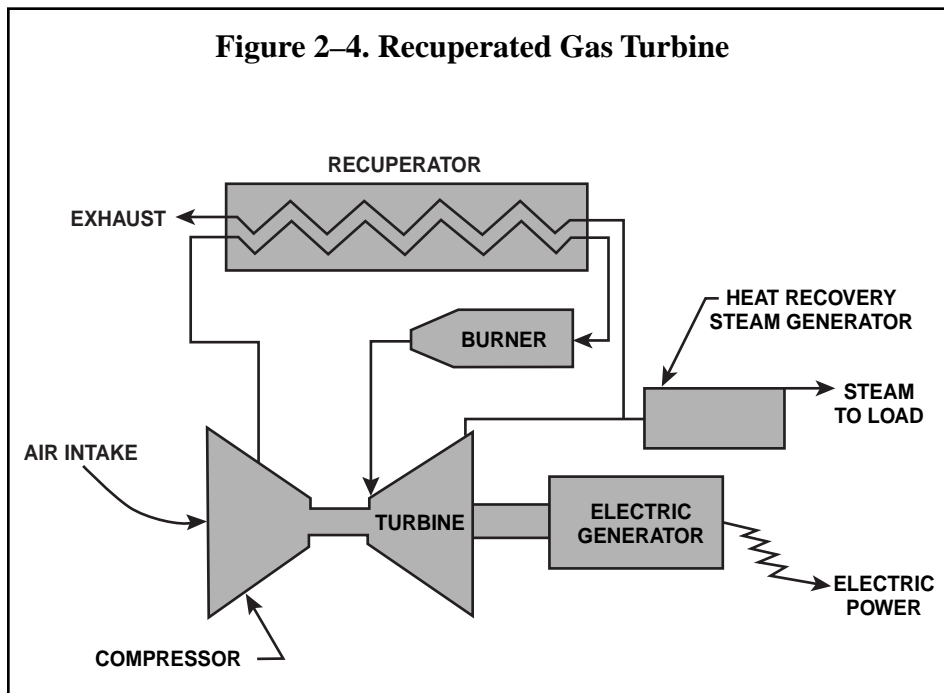 Figure 2–4. Recuperated Gas Turbine
RECUPERATOR
EXHAUST
HEAT RECOVERY
STEAM GENERATOR
BURNER
STEAM
TO LOAD
AIR INTAKE
TURBINE
ELECTRIC
GENERATOR
ELECTRIC
POWER
COMPRESSOR